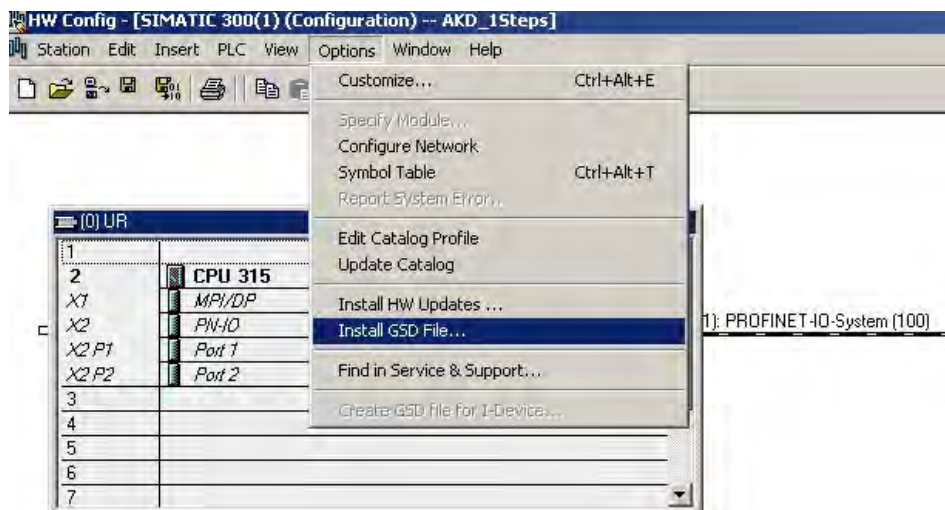 HW Config - [SIMATIC 300(1) (Configuration) -- AKD_1Steps]
Station Edit Insert PLC View Options Window Help
Customize... Ctrl+Alt+E
Specify Module...
Configure Network
Symbol Table Ctrl+Alt+T
Report System Error...
Edit Catalog Profile
Update Catalog
Install HW Updates ...
Install GSD File...
Find in Service & Support...
Create GSD file for I-Device...
(0) UR
1
2 CPU 315
X1 MPI/DP
X2 PN-IO
X2 P1 Port 1
X2 P2 Port 2
3
4
5
6
7
1): PROFINET-IO-System (100)